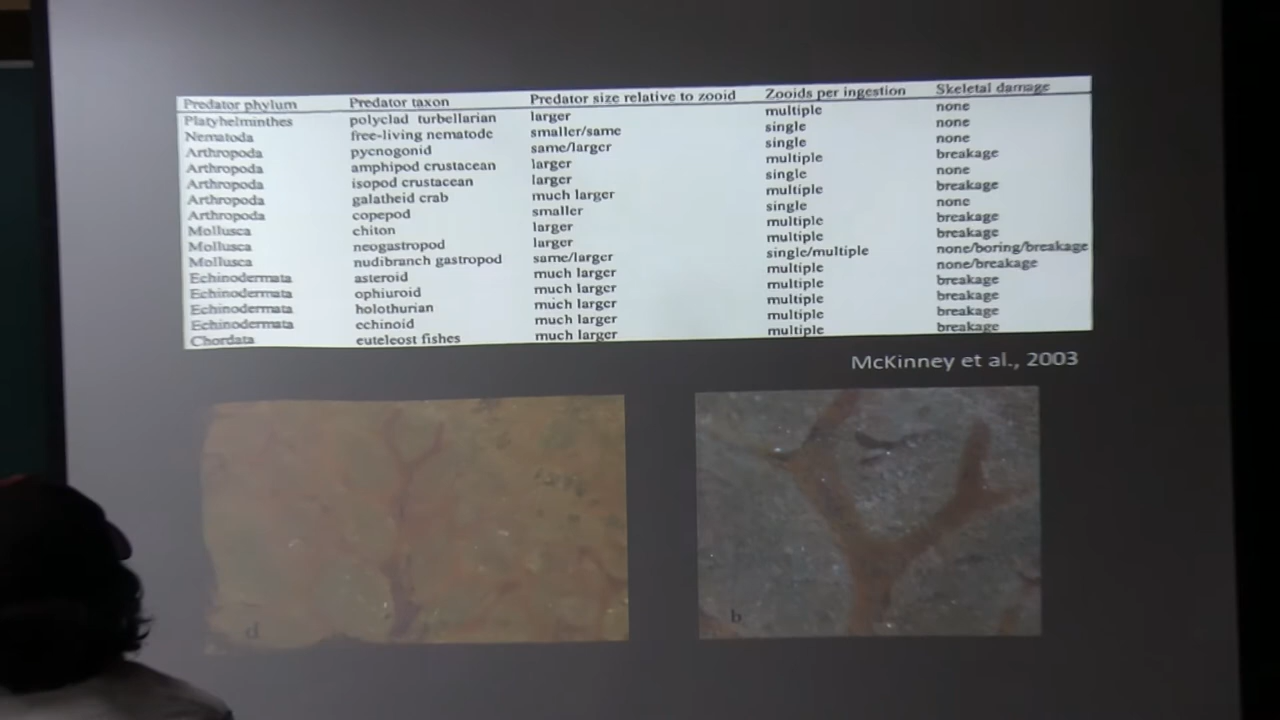 Predator phylum Predator taxon Predator size relative to zooid Zooids per ingestion Skeletal damage
Platyhelminthes polyclad turbellarian larger multiple none
Nematoda free-living nematode smaller/same single none
Arthropoda pycnogonid same/larger single none
Arthropoda amphipod crustacean larger multiple breakage
Arthropoda isopod crustacean larger single none
Arthropoda galatheid crab much larger multiple breakage
Arthropoda copepod smaller single none
Mollusca chiton larger multiple breakage
Mollusca neogastropod larger multiple breakage
Mollusca nudibranch gastropod same/larger single/multiple none/boring/breakage
Echinodermata asteroid much larger multiple none/breakage
Echinodermata ophiuroid much larger multiple breakage
Echinodermata holothurian much larger multiple breakage
Echinodermata echinoid much larger multiple breakage
Chordata euteleost fishes much larger multiple breakage
McKinney et al., 2003
d
b